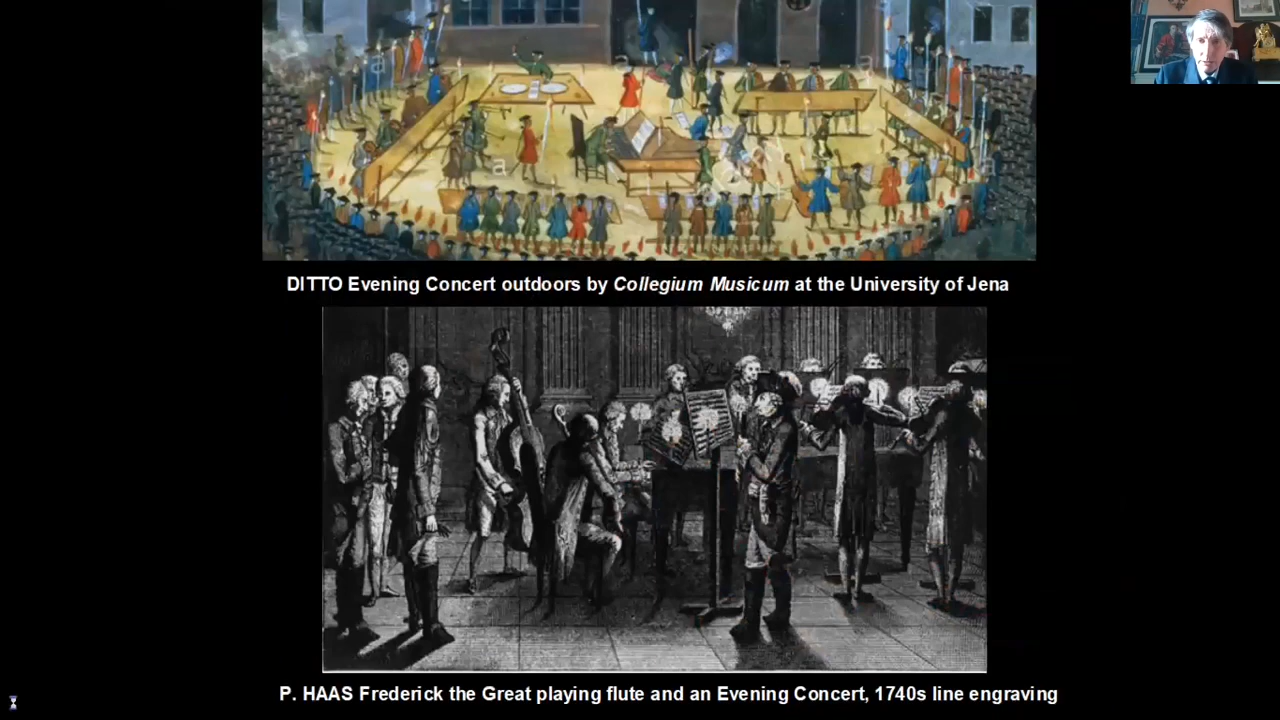 DITTO Evening Concert outdoors by Collegium Musicum at the University of Jena
P. HAAS Frederick the Great playing flute and an Evening Concert, 1740s line engraving